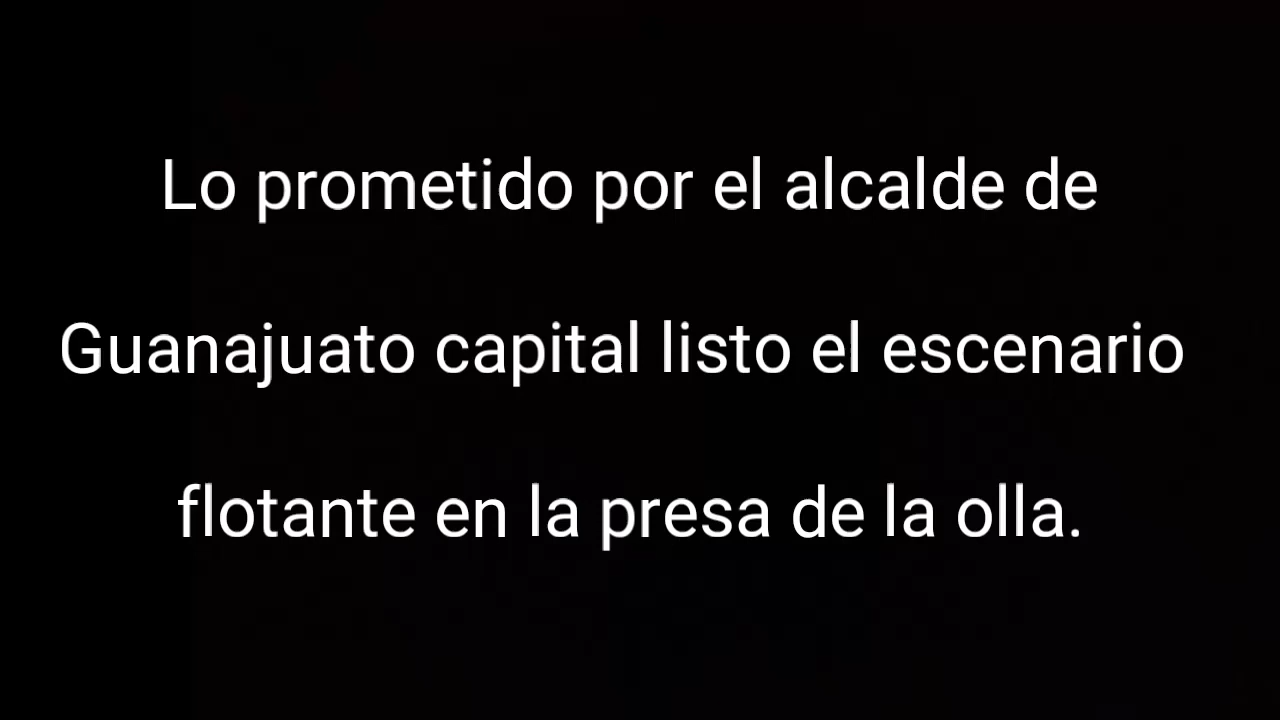 Lo prometido por el alcalde de
Guanajuato capital listo el escenario
flotante en la presa de la olla.